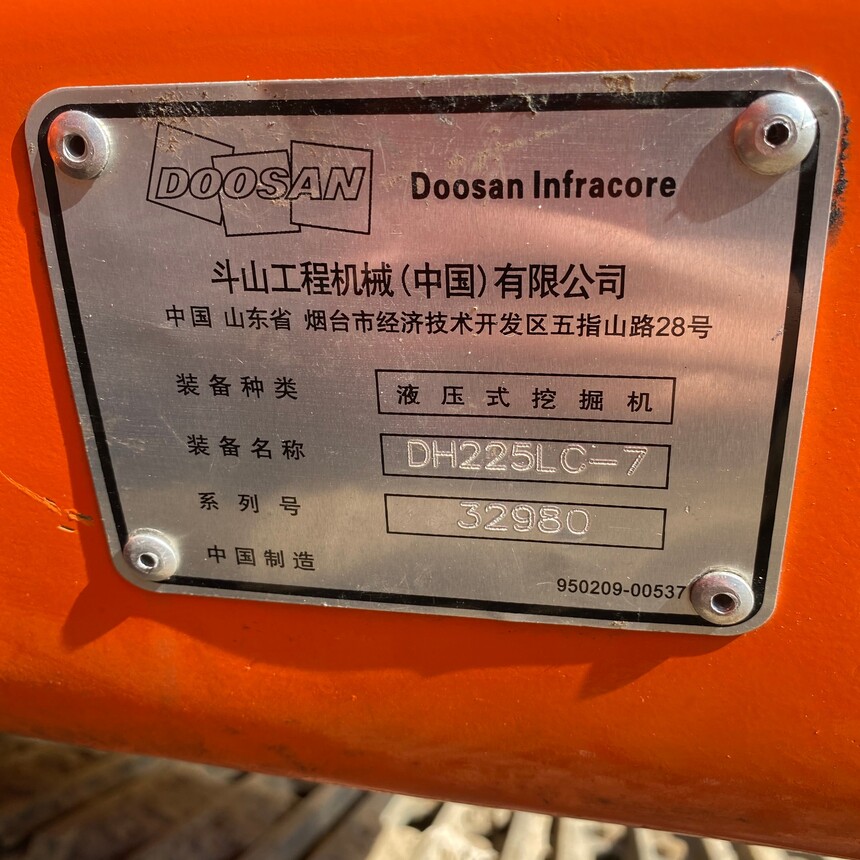 DOOSAN Doosan Infracore
斗山工程机械(中国)有限公司
中国 山东省 烟台市经济技术开发区五指山路28号
装备种类 液压式挖掘机
装备名称 DH225LC-7
系列号 32980
中国制造
950209-00537